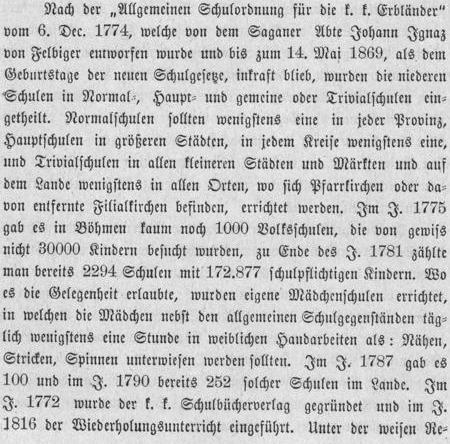 Nach der „Allgemeinen Schulordnung für die k. k. Erbländer"
vom 6. Dec. 1774, welche von dem Saganer Abte Johann Ignaz
von Felbiger entworfen wurde und bis zum 14. Mai 1869, als dem
Geburtstage der neuen Schulgesetze, inkraft blieb, wurden die niederen
Schulen in Normal-, Haupt- und gemeine oder Trivialschulen ein-
getheilt. Normalschulen sollten wenigstens eine in jeder Provinz,
Hauptschulen in größeren Städten, in jedem Kreise wenigstens eine,
und Trivialschulen in allen kleineren Städten und Märkten und auf
dem Lande wenigstens in allen Orten, wo sich Pfarrkirchen oder da-
von entfernte Filialkirchen befinden, errichtet werden. Im J. 1775
gab es in Böhmen kaum noch 1000 Volksschulen, die von gewiss
nicht 30000 Kindern besucht wurden, zu Ende des J. 1781 zählte
man bereits 2294 Schulen mit 172.877 schulpflichtigen Kindern. Wo
es die Gelegenheit erlaubte, wurden eigene Mädchenschulen errichtet,
in welchen die Mädchen nebst den allgemeinen Schulgegenständen täg-
lich wenigstens eine Stunde in weiblichen Handarbeiten als: Nähen,
Stricken, Spinnen unterwiesen werden sollten. Im J. 1787 gab es
100 und im J. 1790 bereits 252 solcher Schulen im Lande. Im
J. 1772 wurde der k. k. Schulbücherverlag gegründet und im J.
1816 der Wiederholungsunterricht eingeführt. Unter der weisen Re-